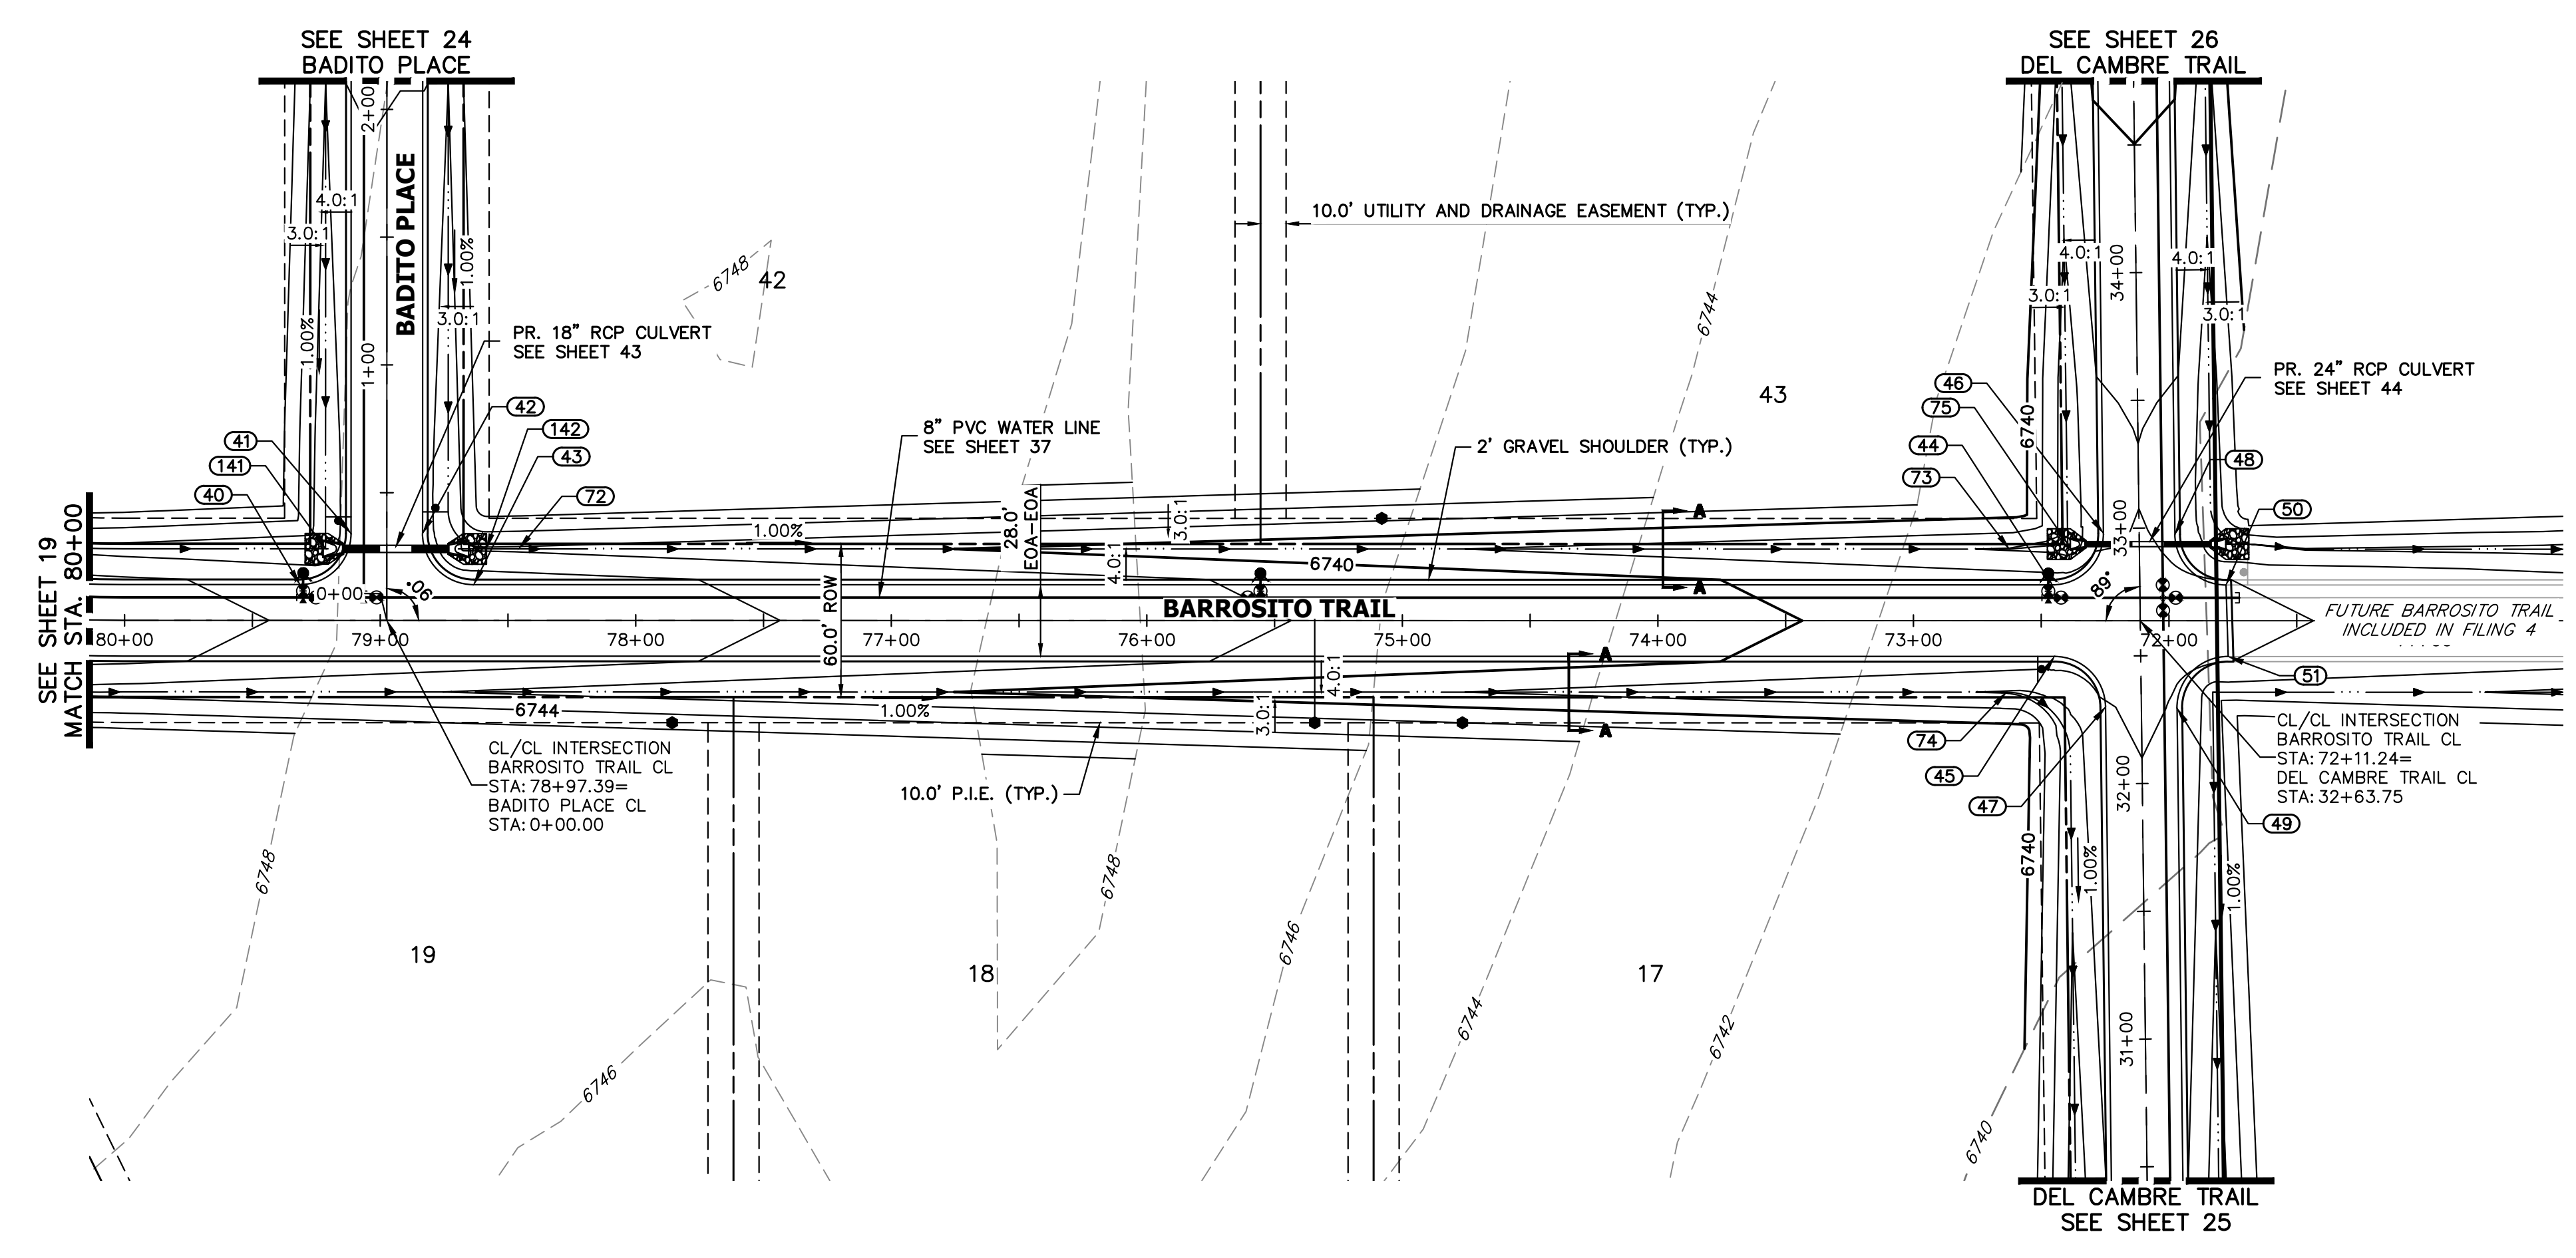 SEE SHEET 24
BADITO PLACE
SEE SHEET 26
DEL CAMBRE TRAIL
2+00
BADITO PLACE
4.0:1
3.0:1
1.00%
1.00%
3.0:1
1+00
6748
42
10.0' UTILITY AND DRAINAGE EASEMENT (TYP.)
6744
43
4.0:1
34+00
4.0:1
3.0:1
3.0:1
PR. 18" RCP CULVERT
SEE SHEET 43
PR. 24" RCP CULVERT
SEE SHEET 44
46
75
44
73
6740
48
50
33+00
42
142
43
72
41
141
40
8" PVC WATER LINE
SEE SHEET 37
2' GRAVEL SHOULDER (TYP.)
SEE SHEET 19
MATCH STA. 80+00
1.00%
28.0'
EOA-EOA
3.0:1
4.0:1
6740
A
A
0+00
90°
60.0' ROW
BARROSITO TRAIL
89°
FUTURE BARROSITO TRAIL
INCLUDED IN FILING 4
80+00
79+00
78+00
77+00
76+00
75+00
74+00
73+00
72+00
A
A
4.0:1
3.0:1
6744
1.00%
51
74
45
47
49
CL/CL INTERSECTION
BARROSITO TRAIL CL
STA: 78+97.39=
BADITO PLACE CL
STA: 0+00.00
10.0' P.I.E. (TYP.)
CL/CL INTERSECTION
BARROSITO TRAIL CL
STA: 72+11.24=
DEL CAMBRE TRAIL CL
STA: 32+63.75
32+00
6740
1.00%
1.00%
6748
6748
6746
19
18
17
6746
6744
6742
31+00
6740
DEL CAMBRE TRAIL
SEE SHEET 25